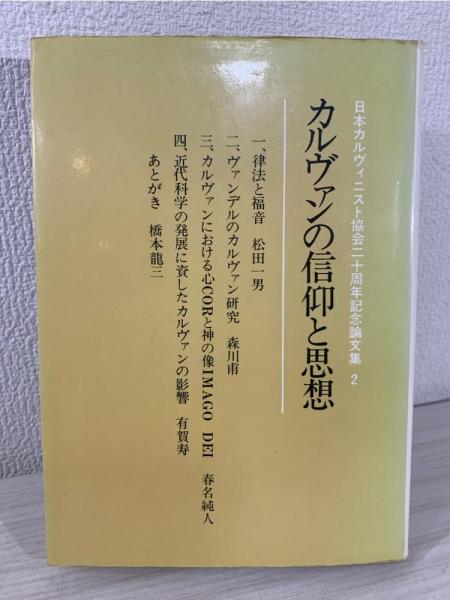 日本カルヴィニスト協会二十周年記念論文集 2
カルヴァンの信仰と思想
一、律法と福音 松田一男
二、ヴァンデルのカルヴァン研究 森川甫
三、カルヴァンにおける心CORと神の像IMAGO DEI 春名純人
四、近代科学の発展に資したカルヴァンの影響 有賀寿
あとがき 橋本龍三